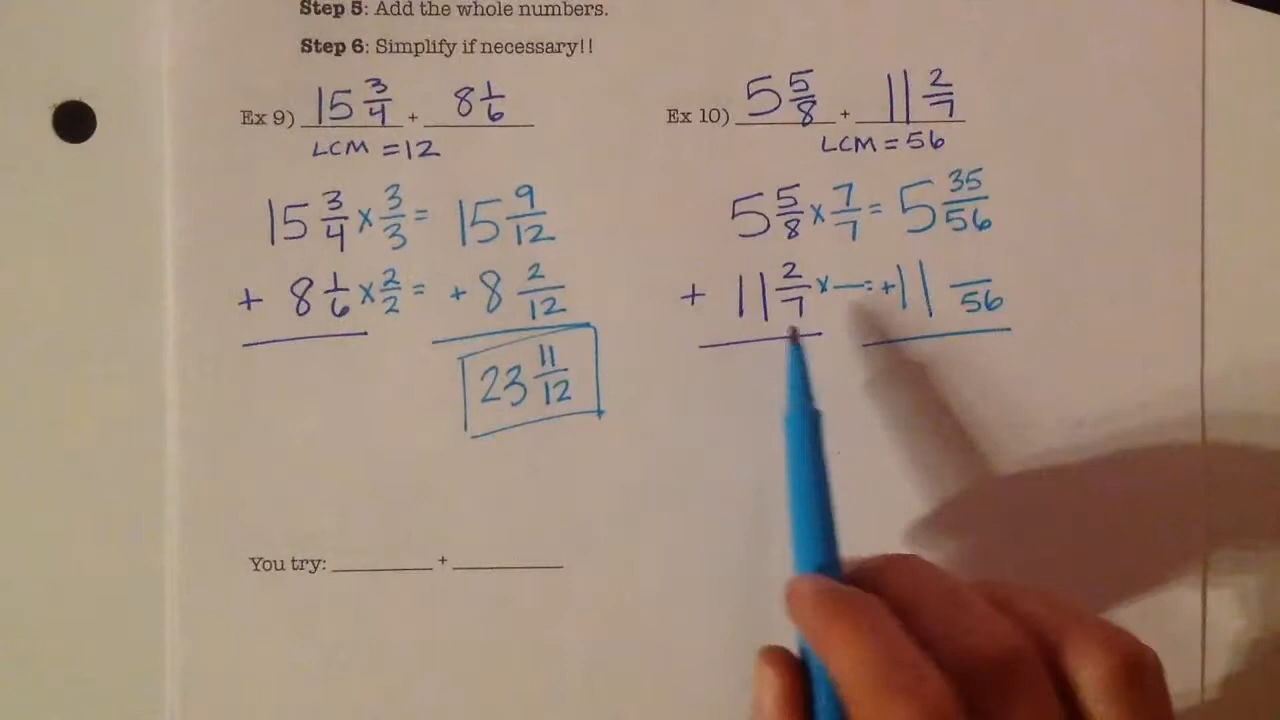 Step 5: Add the whole numbers.
Step 6: Simplify if necessary!!
Ex 9) 15 3/4 + 8 1/6
LCM = 12
15 3/4 x 3/3 = 15 9/12
+ 8 1/6 x 2/2 = + 8 2/12
23 11/12
Ex 10) 5 5/8 + 11 2/7
LCM = 56
5 5/8 x 7/7 = 5 35/56
+ 11 2/7 x — = + 11 /56
You try: ________ + ________